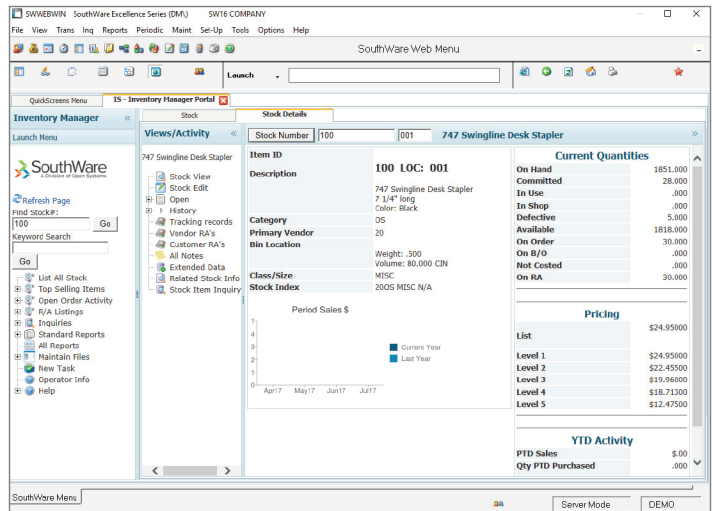 SWWEBWIN SouthWare Excellence Series (DM\) SW16 COMPANY
File View Trans Inq Reports Periodic Maint Set-Up Tools Options Help
SouthWare Web Menu
Launch
QuickScreens Menu
IS - Inventory Manager Portal
Inventory Manager «
Launch Menu
SouthWare
A Division of Open Systems
Refresh Page
Find Stock#:
100 Go
Keyword Search
Go
List All Stock
Top Selling Items
Open Order Activity
R/A Listings
Inquiries
Standard Reports
All Reports
Maintain Files
New Task
Operator Info
Help
Stock
Stock Details
Views/Activity «
747 Swingline Desk Stapler
Stock View
Stock Edit
Open
History
Tracking records
Vendor RA's
Customer RA's
All Notes
Extended Data
Related Stock Info
Stock Item Inquiry
Stock Number 100 001 747 Swingline Desk Stapler »
Item ID
100 LOC: 001
Description
747 Swingline Desk Stapler
7 1/4" long
Color: Black
Category OS
Primary Vendor 20
Bin Location
Weight: .500
Volume: 80.000 CIN
Class/Size MISC
Stock Index 20OS MISC N/A
Period Sales $
5
4
3
2
1
0
Apr17 May17 Jun17 Jul17
Current Year
Last Year
Current Quantities
On Hand 1851.000
Committed 28.000
In Use .000
In Shop .000
Defective 5.000
Available 1818.000
On Order 30.000
On B/O .000
Not Costed .000
On RA 30.000
Pricing
List $24.95000
Level 1 $24.95000
Level 2 $22.45500
Level 3 $19.96000
Level 4 $18.71300
Level 5 $12.47500
YTD Activity
PTD Sales $.00
Qty PTD Purchased .000
SouthWare Menu
Server Mode DEMO